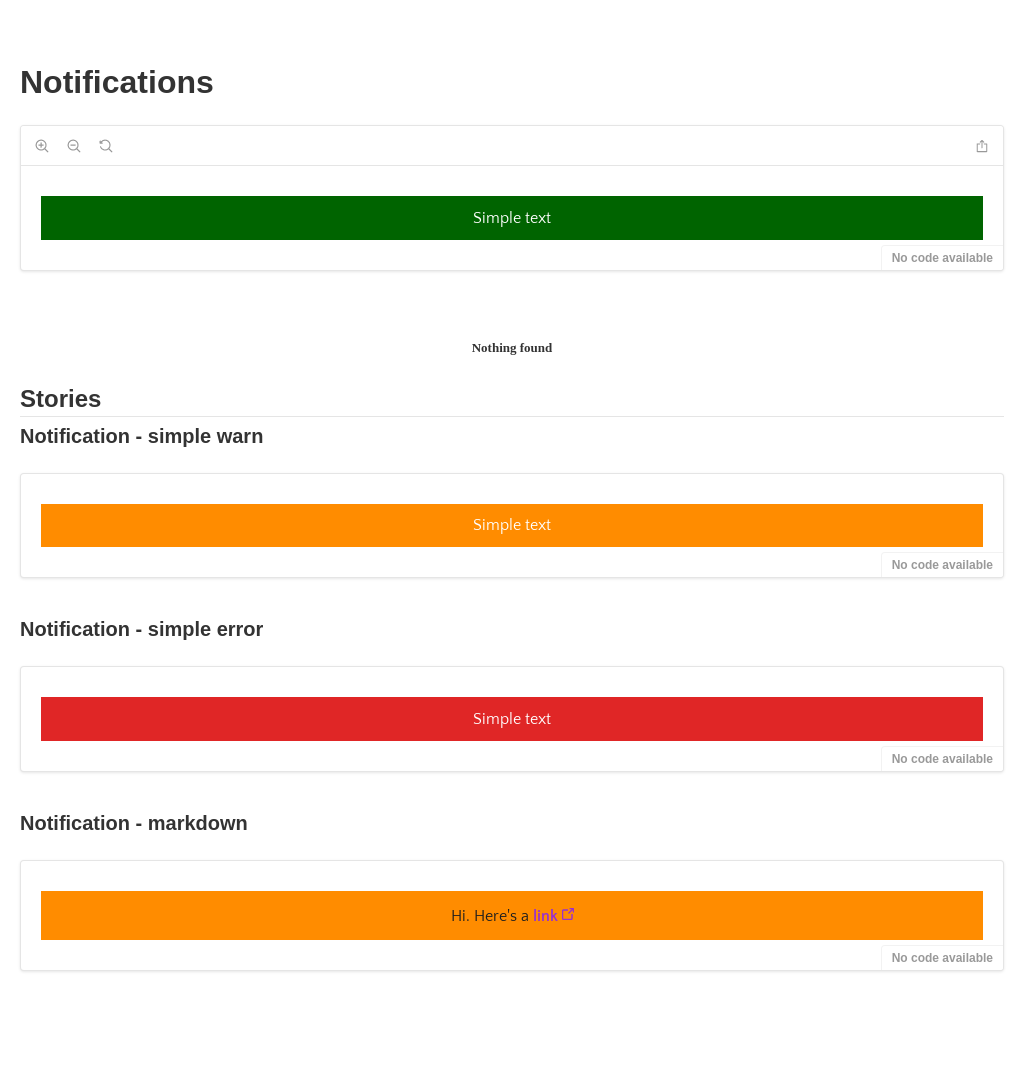 Notifications
Simple text
No code available
Nothing found
Stories
Notification - simple warn
Simple text
No code available
Notification - simple error
Simple text
No code available
Notification - markdown
Hi. Here's a link
No code available